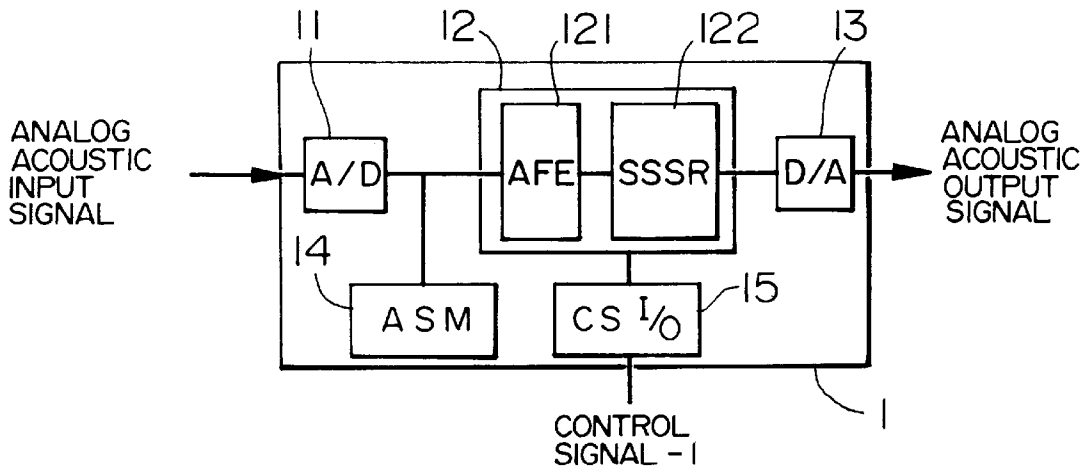 11
12
121
122
13
ANALOG
ACOUSTIC
INPUT
SIGNAL
A/D
AFE
SSSR
D/A
ANALOG
ACOUSTIC
OUTPUT
SIGNAL
14
ASM
CS I/O
15
1
CONTROL
SIGNAL-1